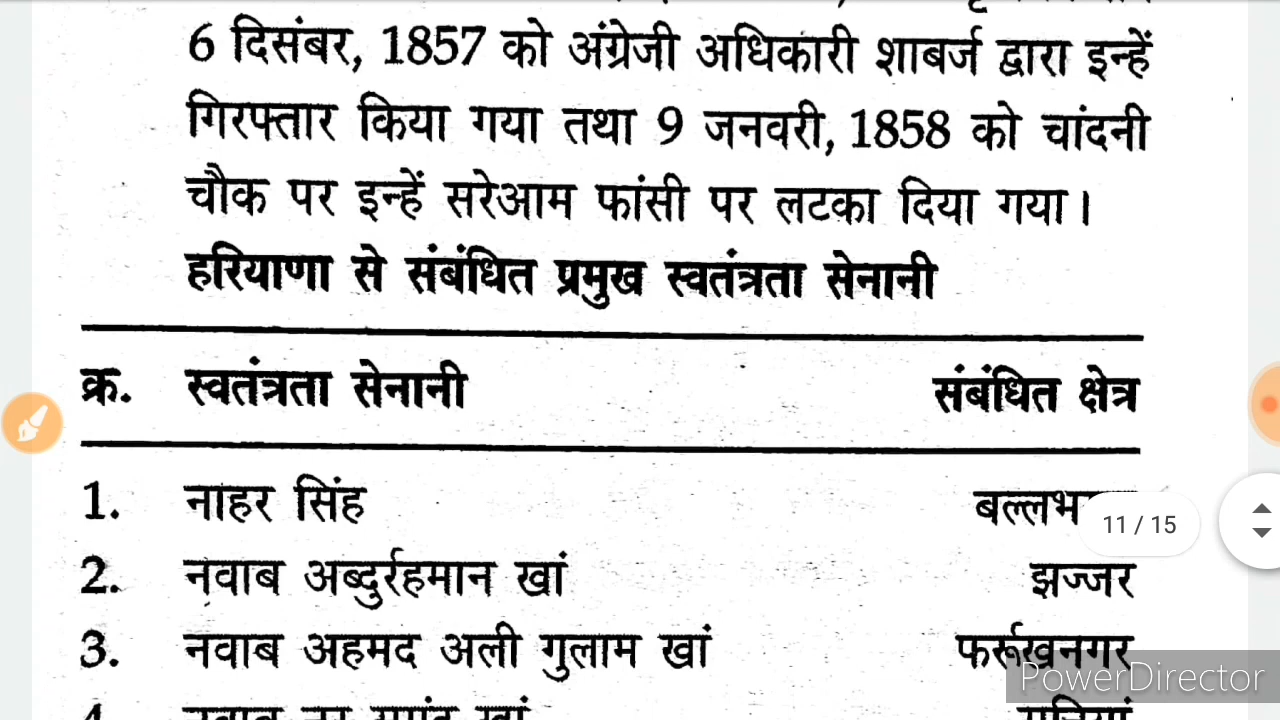 6 दिसंबर, 1857 को अंग्रेजी अधिकारी शाबर्ज द्वारा इन्हें
गिरफ्तार किया गया तथा 9 जनवरी, 1858 को चांदनी
चौक पर इन्हें सरेआम फांसी पर लटका दिया गया।
हरियाणा से संबंधित प्रमुख स्वतंत्रता सेनानी
क्र. स्वतंत्रता सेनानी संबंधित क्षेत्र
1. नाहर सिंह
11 / 15
2. नवाब अब्दुर्रहमान खां झज्जर
3. नवाब अहमद अली गुलाम खां फर्रूखनगर
PowerDirector